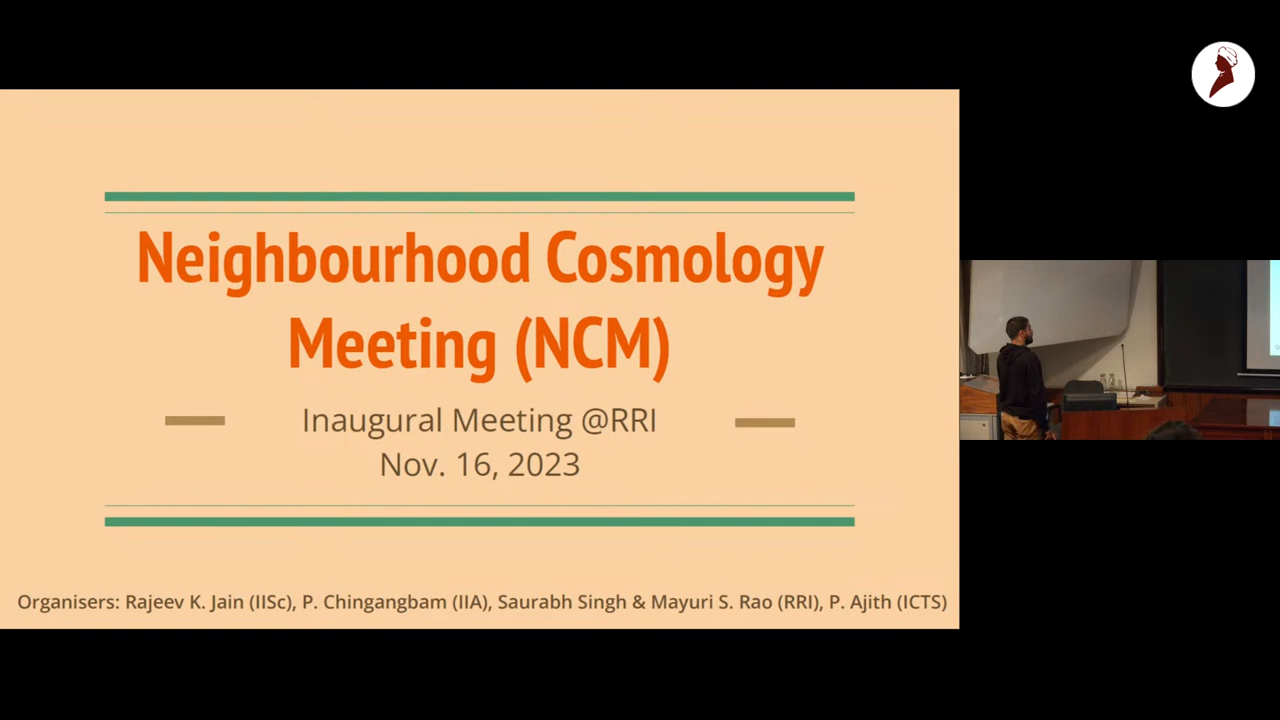 Neighbourhood Cosmology
Meeting (NCM)
Inaugural Meeting @RRI
Nov. 16, 2023
Organisers: Rajeev K. Jain (IISc), P. Chingangbam (IIA), Saurabh Singh & Mayuri S. Rao (RRI), P. Ajith (ICTS)